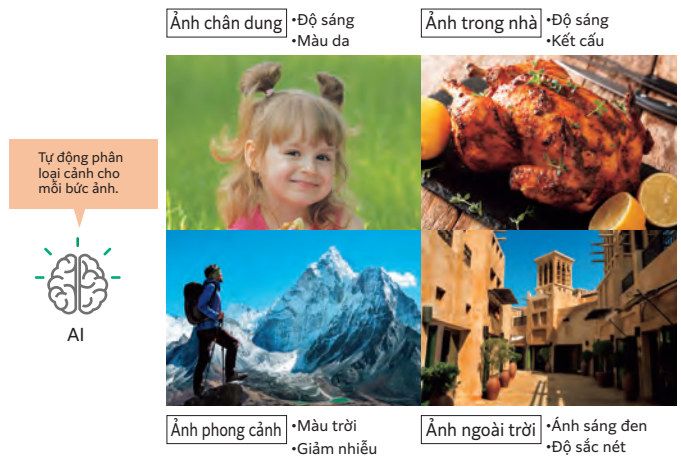 Ảnh chân dung
•Độ sáng
•Màu da
Ảnh trong nhà
•Độ sáng
•Kết cấu
Tự động phân
loại cảnh cho
mỗi bức ảnh.
AI
Ảnh phong cảnh
•Màu trời
•Giảm nhiễu
Ảnh ngoài trời
•Ánh sáng đen
•Độ sắc nét